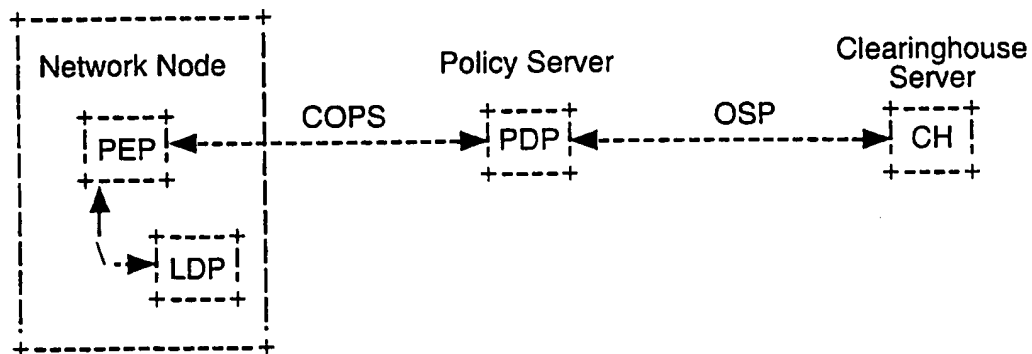 Network Node
Policy Server
Clearinghouse
Server
COPS
OSP
PEP
PDP
CH
LDP